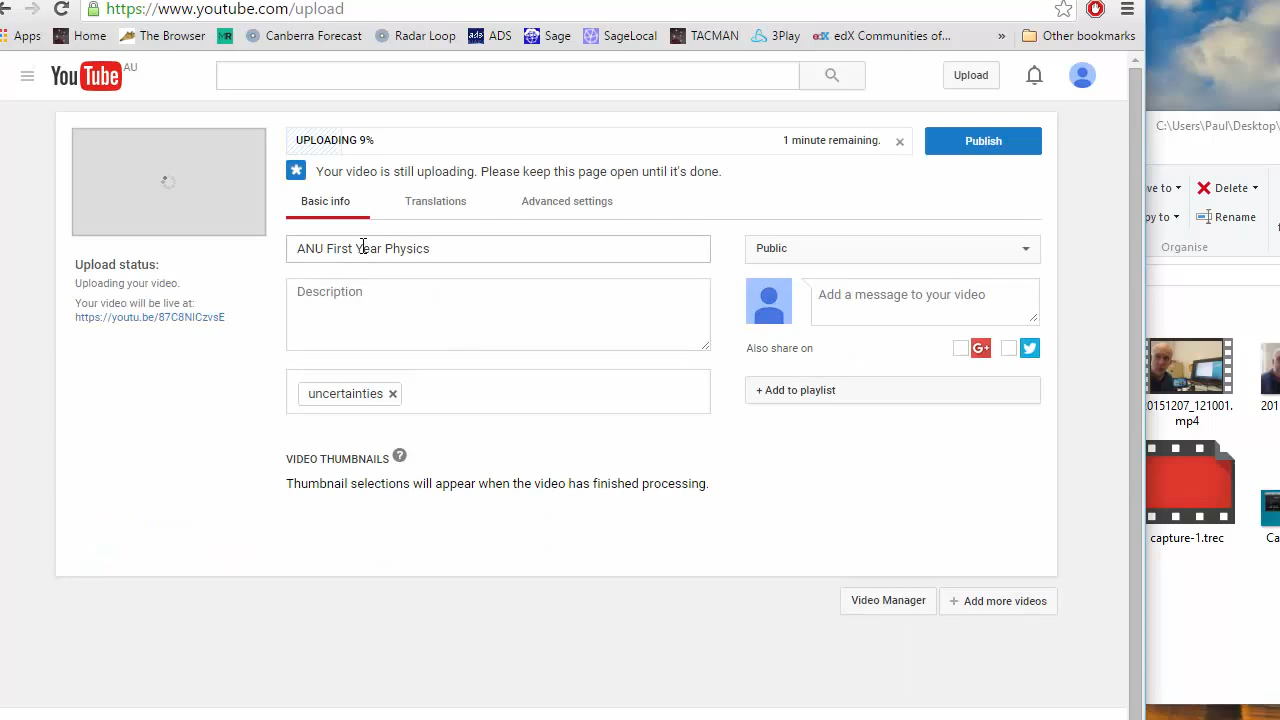 https://www.youtube.com/upload
Apps
Home
The Browser
MR
Canberra Forecast
Radar Loop
ads
ADS
Sage
SageLocal
TACMAN
3Play
edX
edX Communities of...
»
Other bookmarks
YouTube AU
Upload
UPLOADING 9%
1 minute remaining.
Publish
Your video is still uploading. Please keep this page open until it's done.
Basic info
Translations
Advanced settings
ANU First Year Physics
Public
Upload status:
Uploading your video.
Your video will be live at:
Description
Add a message to your video
Also share on
G+
uncertainties
+ Add to playlist
VIDEO THUMBNAILS ?
Thumbnail selections will appear when the video has finished processing.
Video Manager
+ Add more videos
C:\Users\Paul\Desktop\
Delete
Rename
Organise
mp4
capture-1.trec